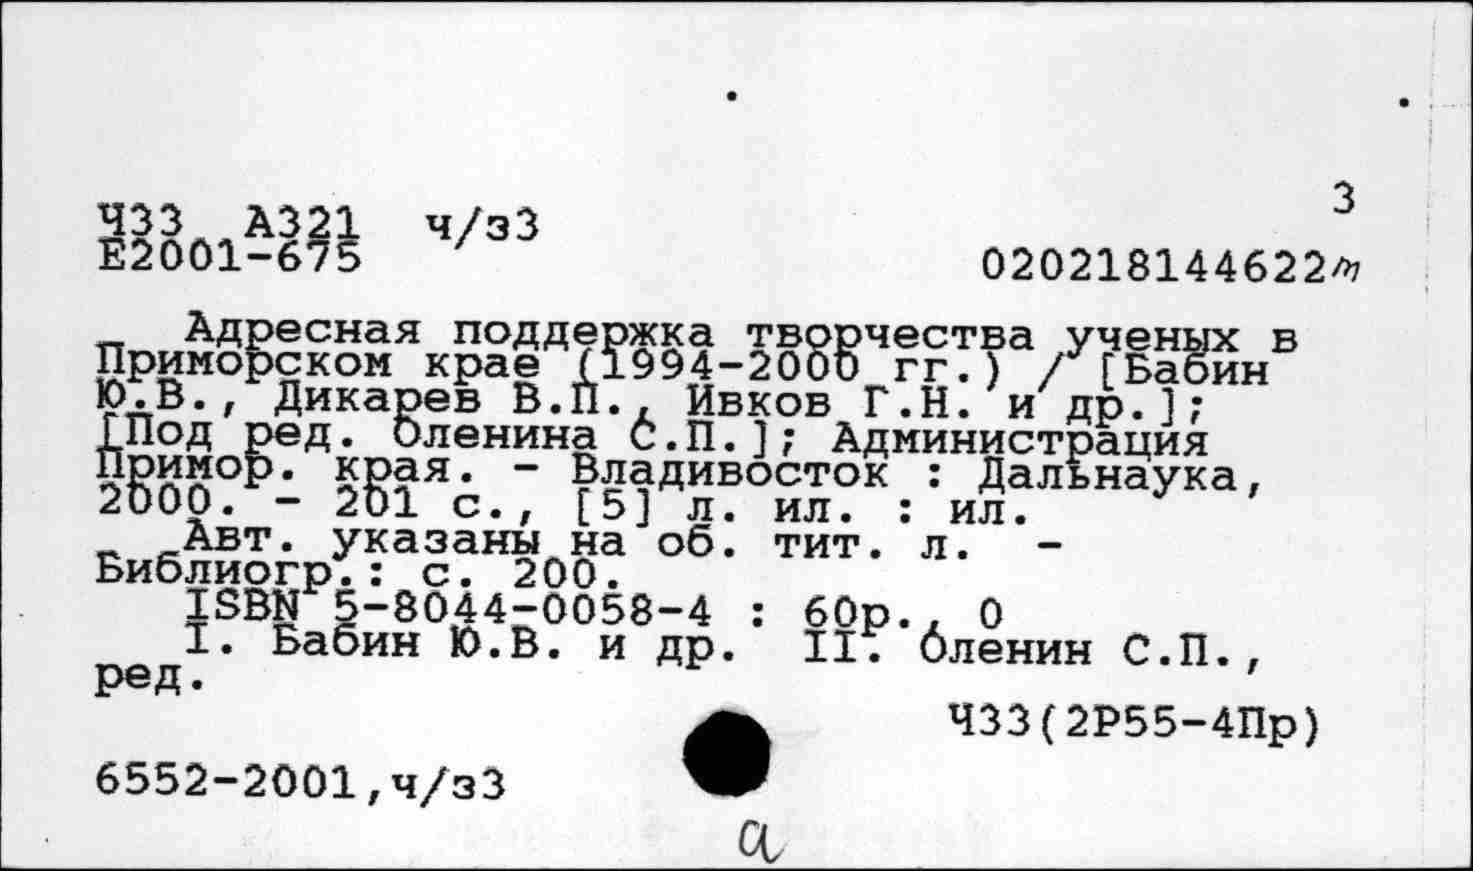 З
Ч33 А321 ч/з3
Е2001-675
020218144622m
Адресная поддержка творчества ученых в
Приморском крае (1994-2000 гг.) / [Бабин
Ю.В., Дикарев В.П., Ивков Г.Н. и др.];
[Под ред. Оленина С.П.]; Администрация
Примор. края. - Владивосток : Дальнаука,
2000. - 201 с., [5] л. ил. : ил.
Авт. указаны на об. тит. л. -
Библиогр.: с. 200.
ISBN 5-8044-0058-4 : 60р., 0
I. Бабин Ю.В. и др. II. Оленин С.П.,
ред.
Ч33(2Р55-4Пр)
6552-2001,ч/з3
а